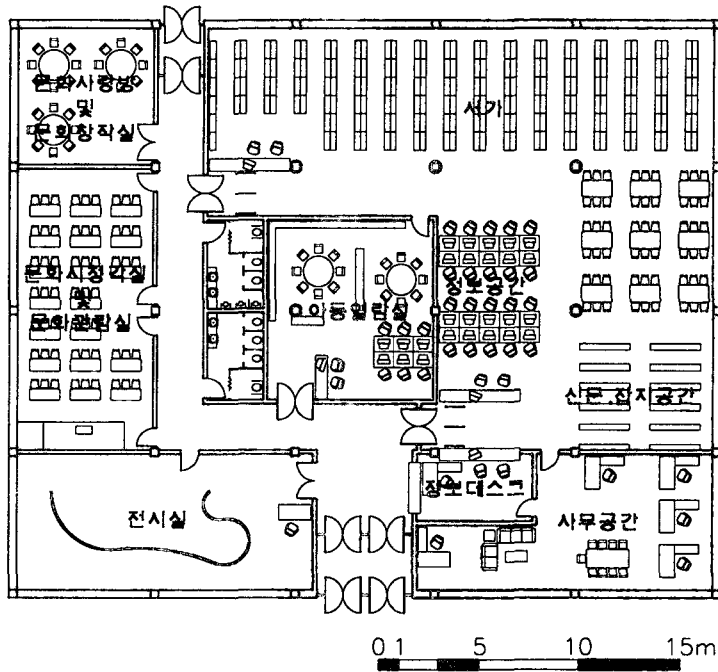 문화사랑방
및
문화창작실
서가
문화시청각실
및
문화관람실
정보공간
아동열람실
신문.잡지공간
전시실
정보데스크
사무공간
0 1 5 10 15m